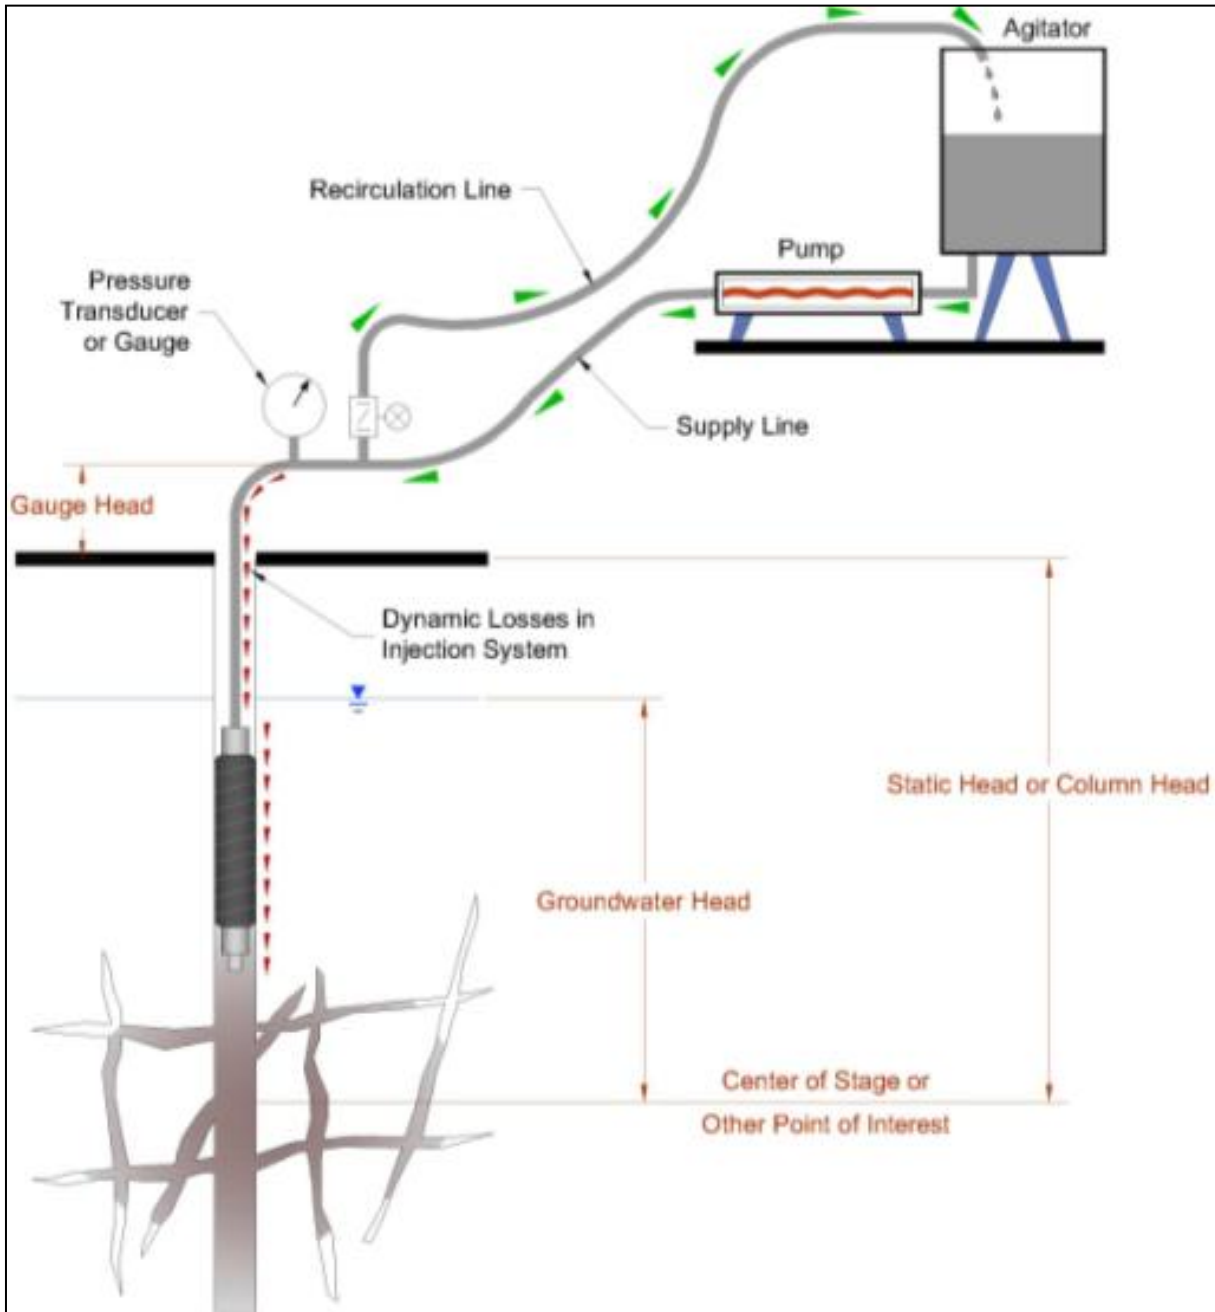 Agitator
Recirculation Line
Pump
Pressure
Transducer
or Gauge
Supply Line
Gauge Head
Dynamic Losses in
Injection System
Static Head or Column Head
Groundwater Head
Center of Stage or
Other Point of Interest